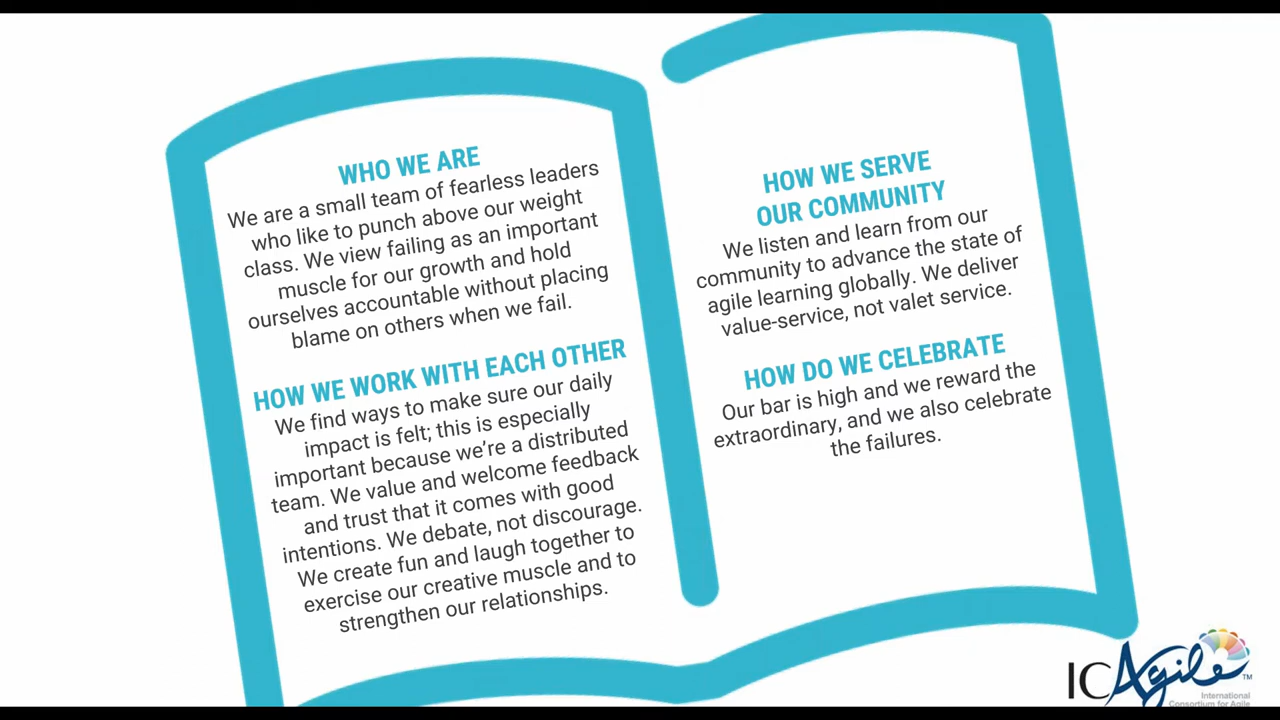 WHO WE ARE
We are a small team of fearless leaders
who like to punch above our weight
class. We view failing as an important
muscle for our growth and hold
ourselves accountable without placing
blame on others when we fail.
HOW WE WORK WITH EACH OTHER
We find ways to make sure our daily
impact is felt; this is especially
important because we’re a distributed
team. We value and welcome feedback
and trust that it comes with good
intentions. We debate, not discourage.
We create fun and laugh together to
exercise our creative muscle and to
strengthen our relationships.
HOW WE SERVE
OUR COMMUNITY
We listen and learn from our
community to advance the state of
agile learning globally. We deliver
value-service, not valet service.
HOW DO WE CELEBRATE
Our bar is high and we reward the
extraordinary, and we also celebrate
the failures.
ICAgile™
International
Consortium for Agile